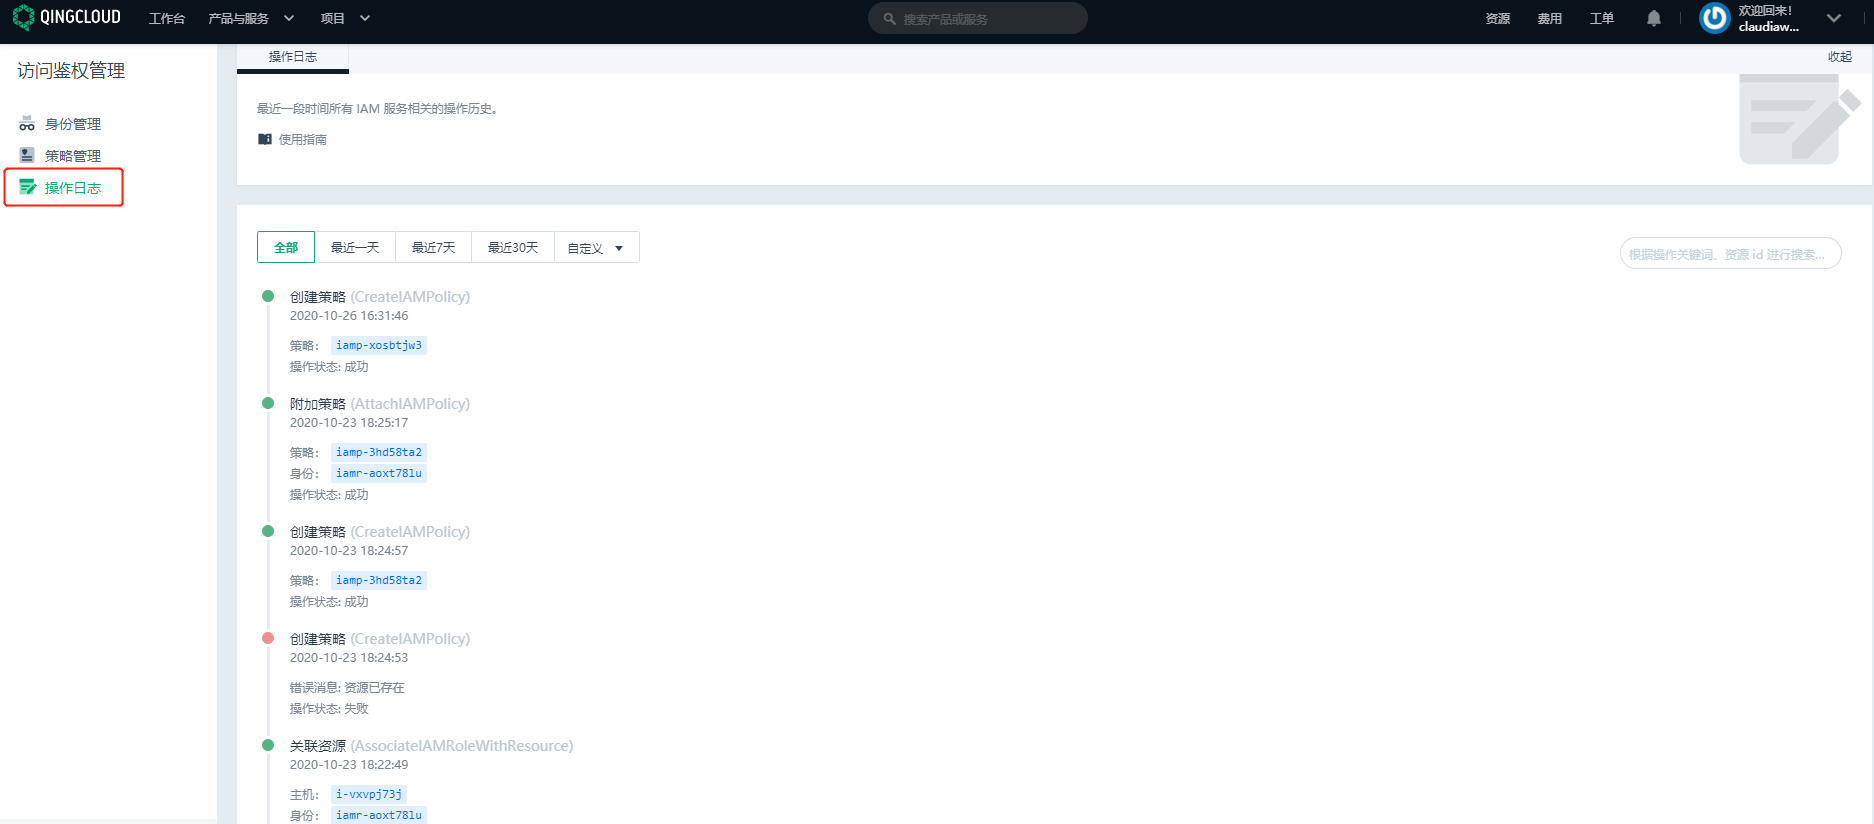 QINGCLOUD 工作台 产品与服务 项目 搜索产品或服务 资源 费用 工单 欢迎回来！
claudiaw...
访问鉴权管理
身份管理
策略管理
操作日志
操作日志 收起
最近一段时间所有 IAM 服务相关的操作历史。
使用指南
全部 最近一天 最近7天 最近30天 自定义
根据操作关键词、资源 id 进行搜索...
创建策略 (CreateIAMPolicy)
2020-10-26 16:31:46
策略： iamp-xosbtjw3
操作状态: 成功
附加策略 (AttachIAMPolicy)
2020-10-23 18:25:17
策略： iamp-3hd58ta2
身份： iamr-aoxt78lu
操作状态: 成功
创建策略 (CreateIAMPolicy)
2020-10-23 18:24:57
策略： iamp-3hd58ta2
操作状态: 成功
创建策略 (CreateIAMPolicy)
2020-10-23 18:24:53
错误消息: 资源已存在
操作状态: 失败
关联资源 (AssociateIAMRoleWithResource)
2020-10-23 18:22:49
主机： i-vxvpj73j
身份： iamr-aoxt78lu